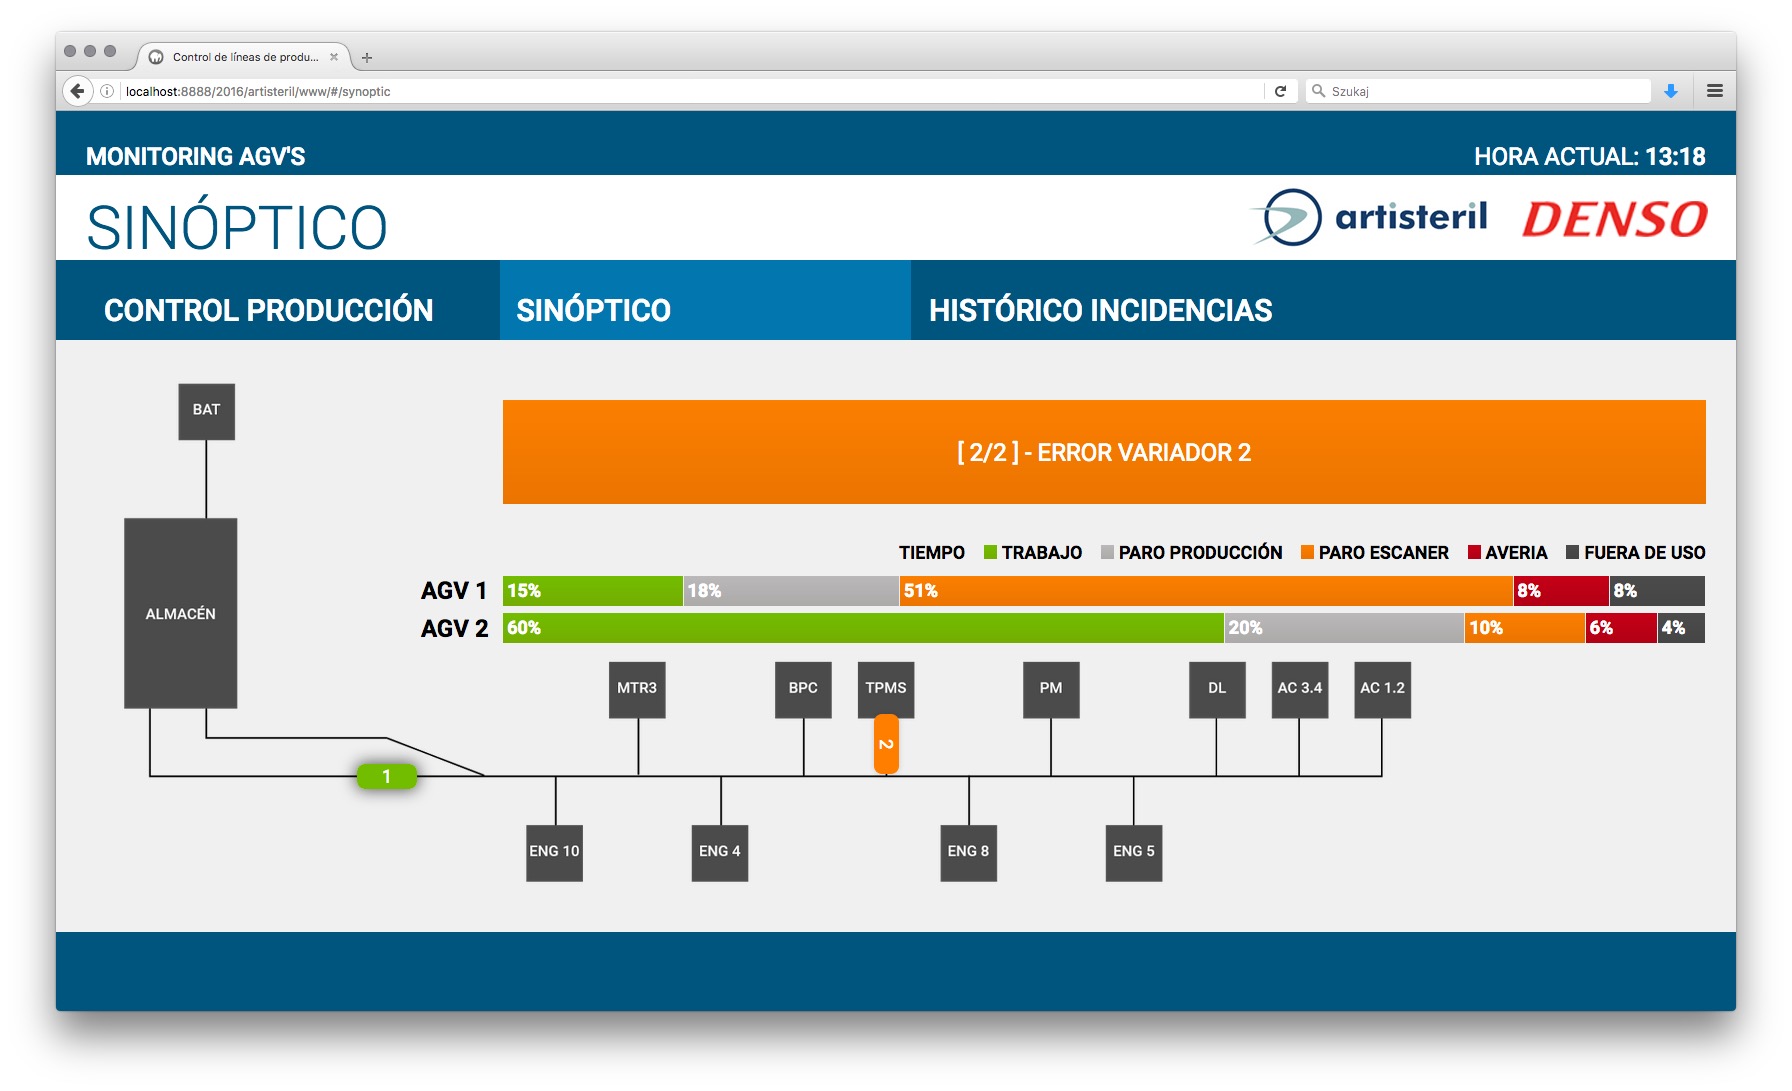 Control de líneas de produ...
localhost:8888/2016/artisteril/www/#/synoptic
Szukaj
MONITORING AGV'S
HORA ACTUAL: 13:18
SINÓPTICO
artisteril
DENSO
CONTROL PRODUCCIÓN
SINÓPTICO
HISTÓRICO INCIDENCIAS
BAT
[ 2/2 ] - ERROR VARIADOR 2
TIEMPO TRABAJO PARO PRODUCCIÓN PARO ESCANER AVERIA FUERA DE USO
AGV 1 15% 18% 51% 8% 8%
ALMACÉN
AGV 2 60% 20% 10% 6% 4%
MTR3 BPC TPMS PM DL AC 3.4 AC 1.2
2
1
ENG 10 ENG 4 ENG 8 ENG 5